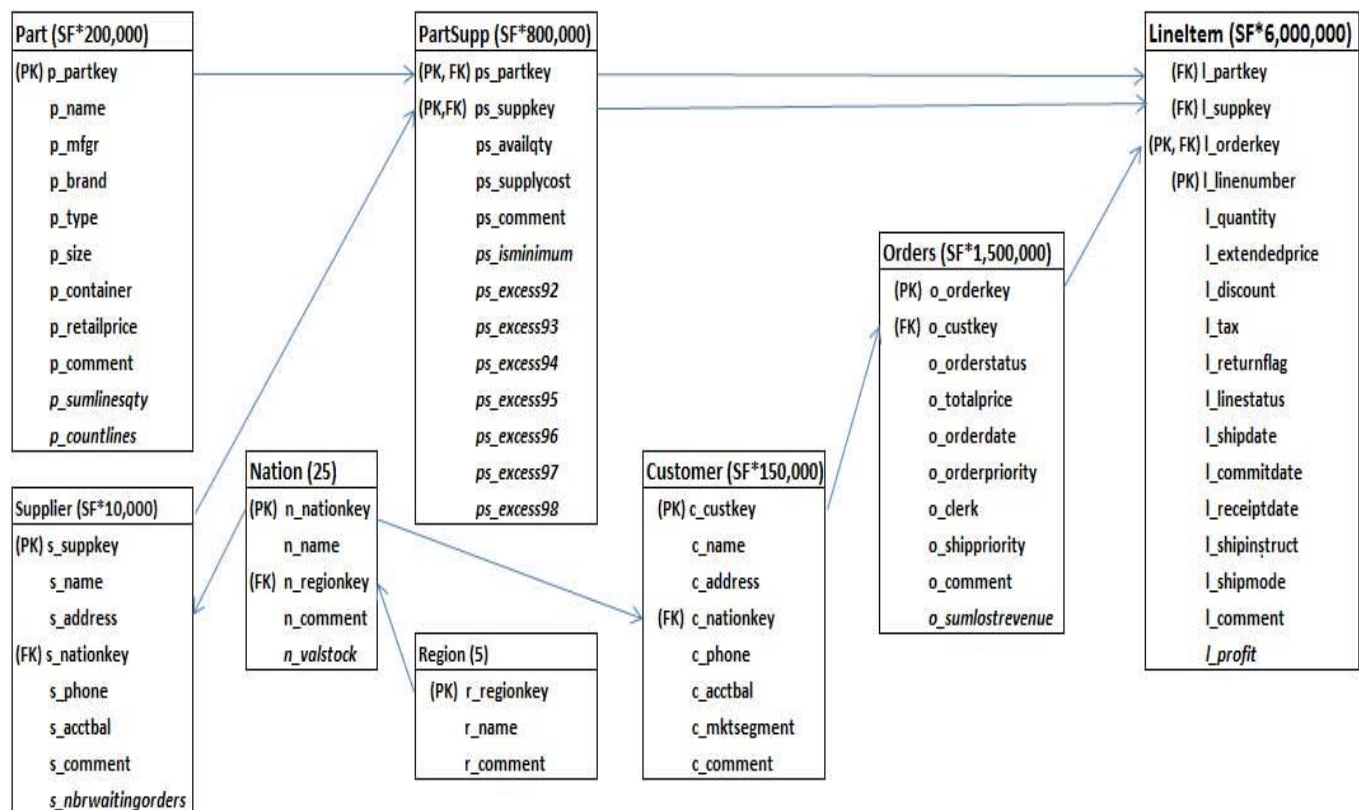 Part (SF*200,000)
(PK) p_partkey
p_name
p_mfgr
p_brand
p_type
p_size
p_container
p_retailprice
p_comment
p_sumlinesqty
p_countlines
Supplier (SF*10,000)
(PK) s_suppkey
s_name
s_address
(FK) s_nationkey
s_phone
s_acctbal
s_comment
s_nbrwaitingorders
Nation (25)
(PK) n_nationkey
n_name
(FK) n_regionkey
n_comment
n_valstock
PartSupp (SF*800,000)
(PK, FK) ps_partkey
(PK,FK) ps_suppkey
ps_availqty
ps_supplycost
ps_comment
ps_isminimum
ps_excess92
ps_excess93
ps_excess94
ps_excess95
ps_excess96
ps_excess97
ps_excess98
Region (5)
(PK) r_regionkey
r_name
r_comment
Customer (SF*150,000)
(PK) c_custkey
c_name
c_address
(FK) c_nationkey
c_phone
c_acctbal
c_mktsegment
c_comment
Orders (SF*1,500,000)
(PK) o_orderkey
(FK) o_custkey
o_orderstatus
o_totalprice
o_orderdate
o_orderpriority
o_clerk
o_shippriority
o_comment
o_sumlostrevenue
LineItem (SF*6,000,000)
(FK) l_partkey
(FK) l_suppkey
(PK, FK) l_orderkey
(PK) l_linenumber
l_quantity
l_extendedprice
l_discount
l_tax
l_returnflag
l_linestatus
l_shipdate
l_commitdate
l_receiptdate
l_shipinstruct
l_shipmode
l_comment
l_profit